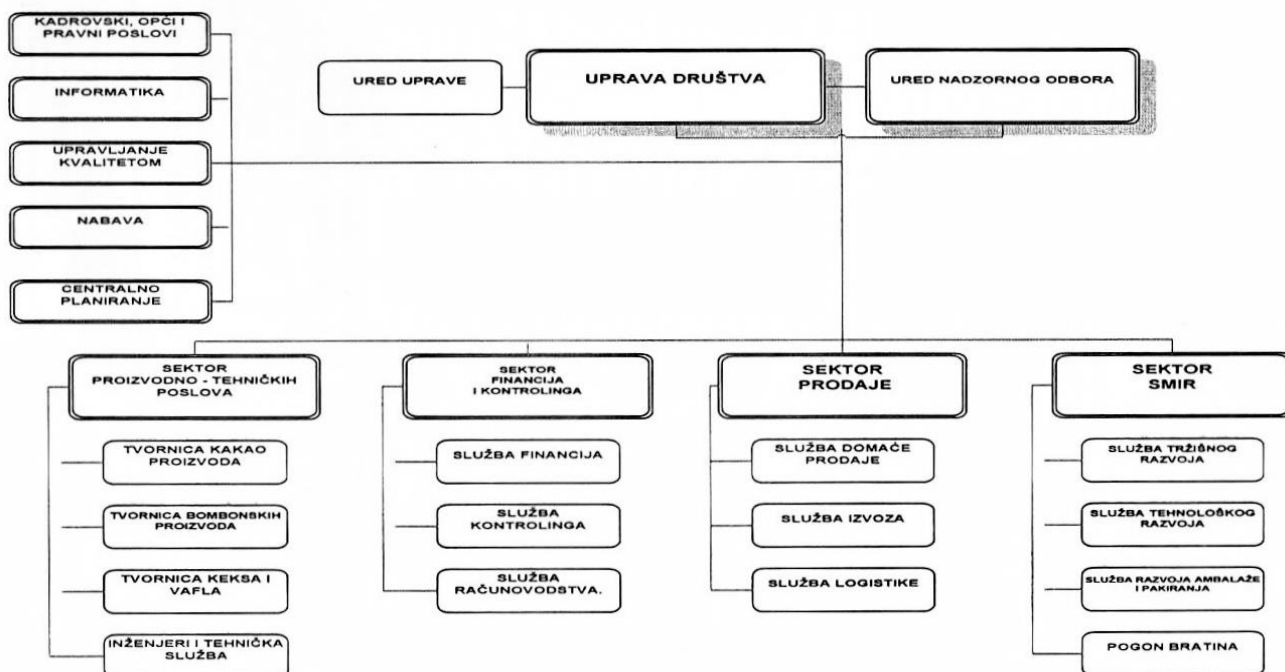 KADROVSKI, OPĆI I
PRAVNI POSLOVI
INFORMATIKA
UPRAVLJANJE
KVALITETOM
NABAVA
CENTRALNO
PLANIRANJE
URED UPRAVE
UPRAVA DRUŠTVA
URED NADZORNOG ODBORA
SEKTOR
PROIZVODNO - TEHNIČKIH
POSLOVA
TVORNICA KAKAO
PROIZVODA
TVORNICA BOMBONSKIH
PROIZVODA
TVORNICA KEKSA I
VAFLA
INŽENJERI I TEHNIČKA
SLUŽBA
SEKTOR
FINANCIJA
I KONTROLINGA
SLUŽBA FINANCIJA
SLUŽBA
KONTROLINGA
SLUŽBA
RAČUNOVODSTVA.
SEKTOR
PRODAJE
SLUŽBA DOMAĆE
PRODAJE
SLUŽBA IZVOZA
SLUŽBA LOGISTIKE
SEKTOR
SMIR
SLUŽBA TRŽIŠNOG
RAZVOJA
SLUŽBA TEHNOLOŠKOG
RAZVOJA
SLUŽBA RAZVOJA AMBALAŽE
I PAKIRANJA
POGON BRATINA